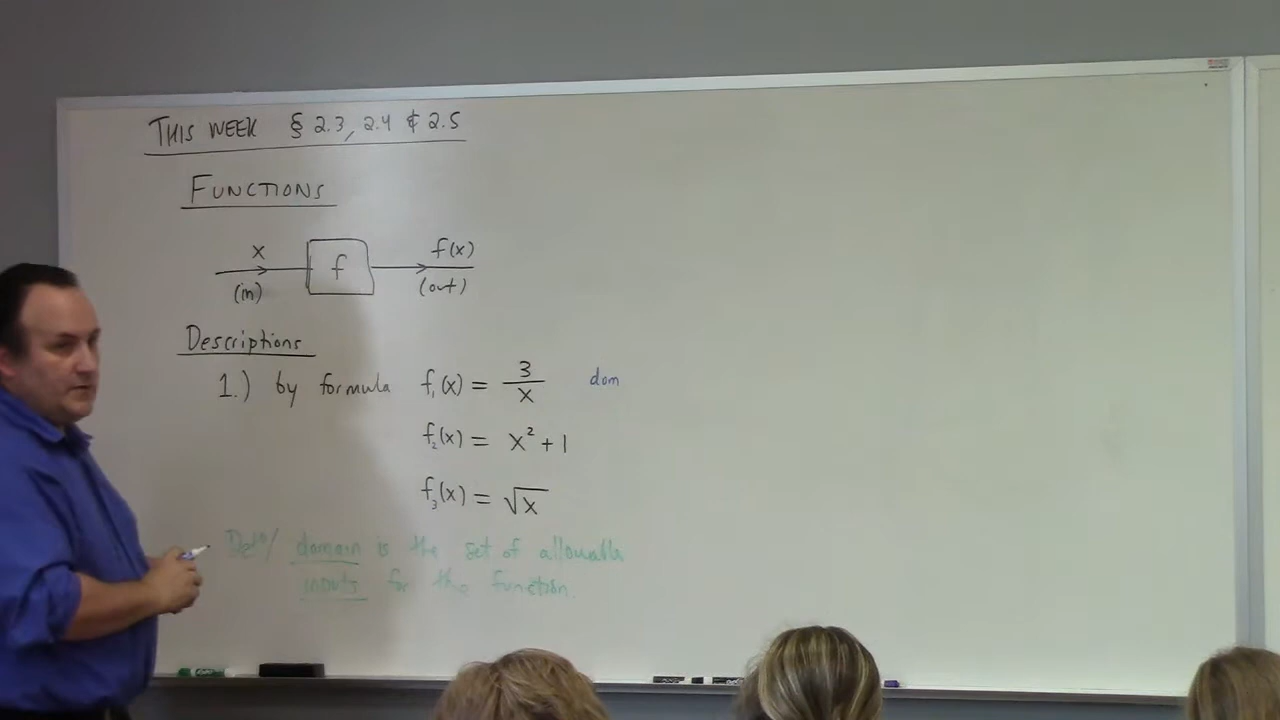 THIS WEEK § 2.3, 2.4 & 2.5
FUNCTIONS
x f f(x)
(in) (out)
Descriptions
1.) by formula f₁(x) = 3/x dom
f₂(x) = x² + 1
f₃(x) = √x
Defⁿ/ domain is the set of allowable
inputs for the function.